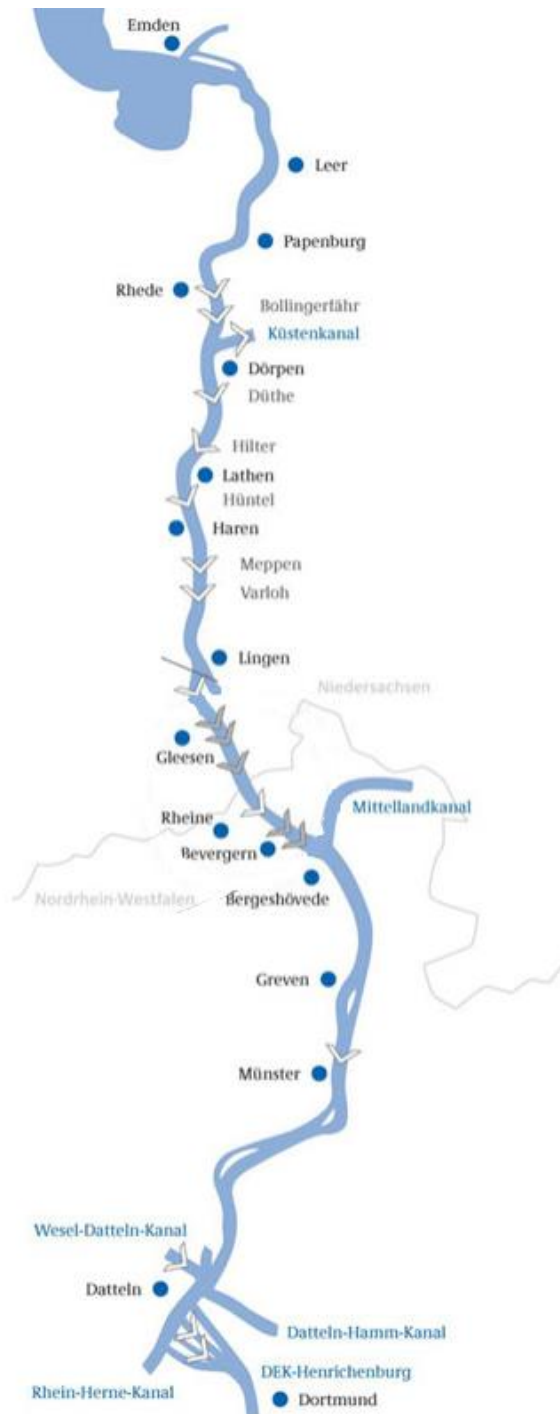 Emden
Leer
Papenburg
Rhede
Bollingerfähr
Küstenkanal
Dörpen
Düthe
Hilter
Lathen
Hüntel
Haren
Meppen
Varloh
Lingen
Niedersachsen
Gleesen
Mittellandkanal
Rheine
Bevergern
Nordrhein-Westfalen
Bergeshövede
Greven
Münster
Wesel-Datteln-Kanal
Datteln
Datteln-Hamm-Kanal
DEK-Henrichenburg
Rhein-Herne-Kanal
Dortmund